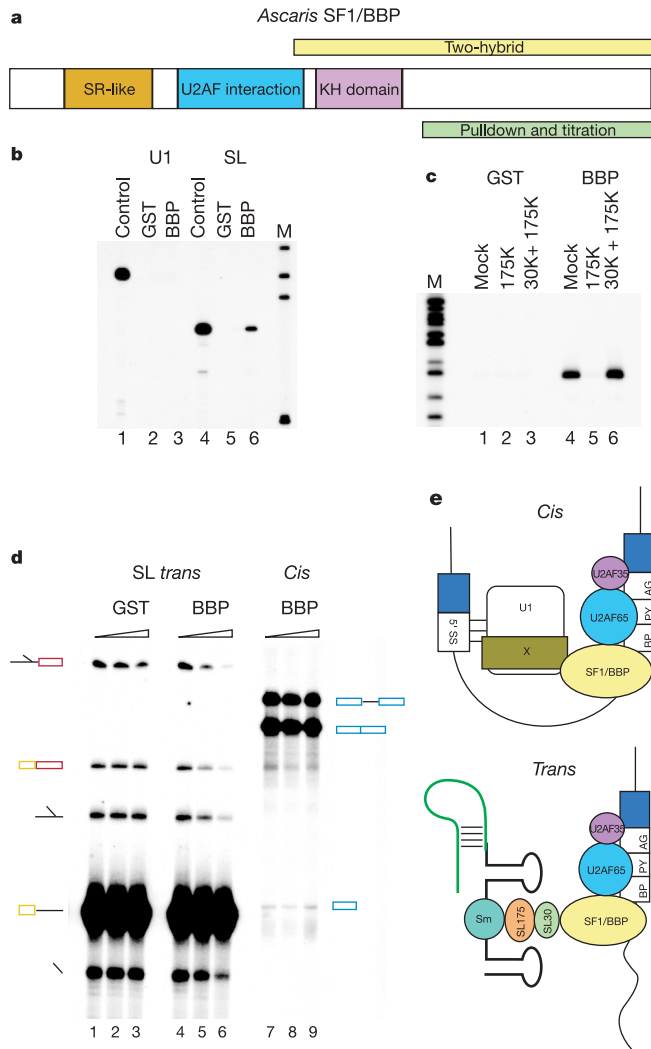 a
Ascaris SF1/BBP
Two-hybrid
SR-like
U2AF interaction
KH domain
Pulldown and titration
b
U1 SL
Control GST BBP Control GST BBP M
1 2 3 4 5 6
c
GST BBP
M Mock 175K 30K+ 175K Mock 175K 30K + 175K
1 2 3 4 5 6
d
SL trans Cis
GST BBP BBP
1 2 3 4 5 6 7 8 9
e
Cis
U2AF35
AG
U1
U2AF65
PY
5' SS
BP
X
SF1/BBP
Trans
U2AF35
AG
U2AF65
PY
BP
Sm
SL175
SL30
SF1/BBP